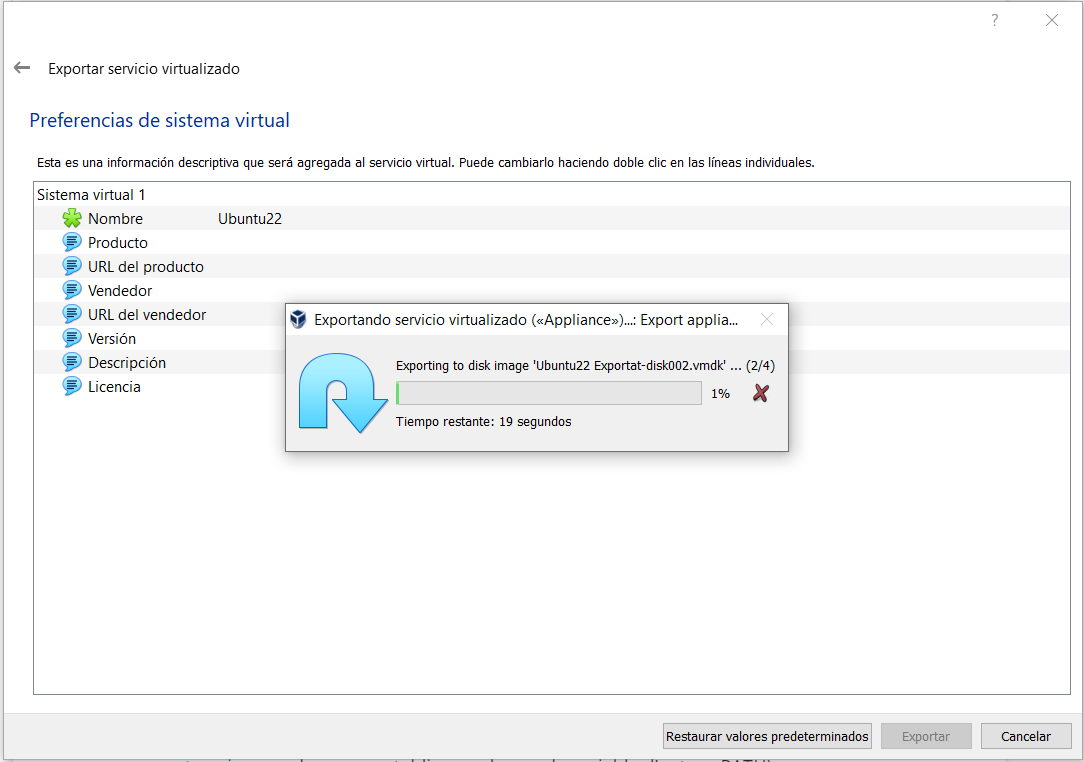 ?
Exportar servicio virtualizado
Preferencias de sistema virtual
Esta es una información descriptiva que será agregada al servicio virtual. Puede cambiarlo haciendo doble clic en las líneas individuales.
Sistema virtual 1
Nombre Ubuntu22
Producto
URL del producto
Vendedor
URL del vendedor
Versión
Descripción
Licencia
Exportando servicio virtualizado («Appliance»)...: Export applia...
Exporting to disk image 'Ubuntu22 Exportat-disk002.vmdk' ... (2/4)
1%
Tiempo restante: 19 segundos
Restaurar valores predeterminados Exportar Cancelar